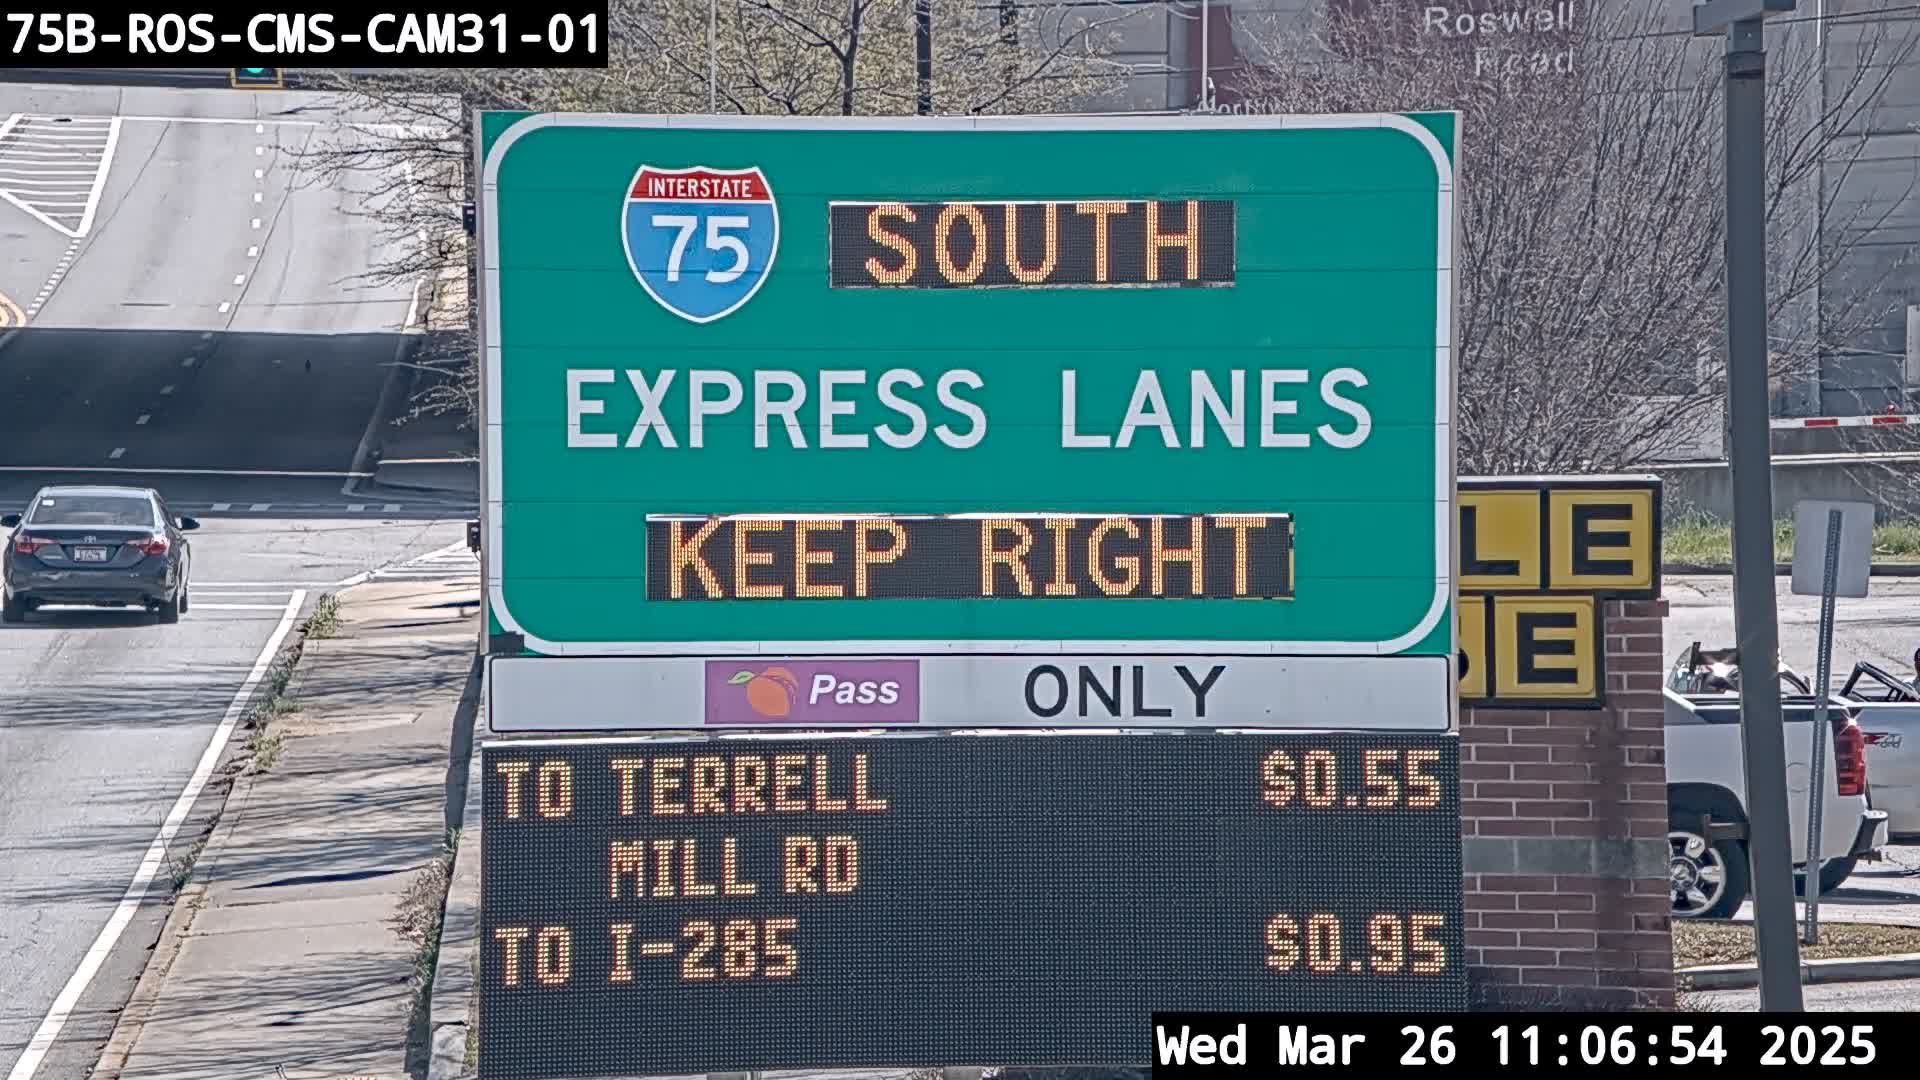 75B-ROS-CMS-CAM31-01
Roswell
Road
INTERSTATE
75
SOUTH
EXPRESS LANES
KEEP RIGHT
Pass ONLY
TO TERRELL $0.55
MILL RD
TO I-285 $0.95
LE
E
Wed Mar 26 11:06:54 2025